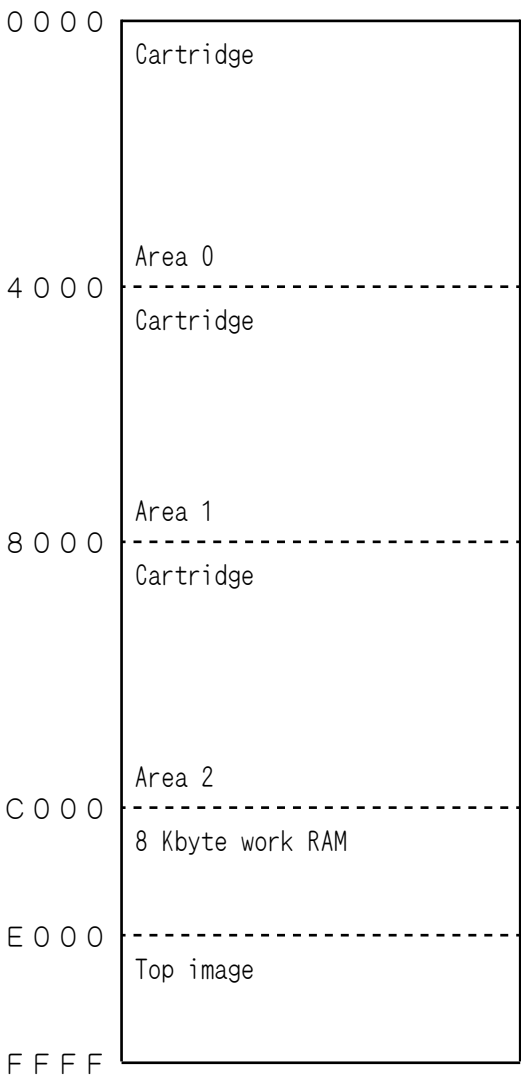 0000
Cartridge
Area 0
4000
Cartridge
Area 1
8000
Cartridge
Area 2
C000
8 Kbyte work RAM
E000
Top image
FFFF